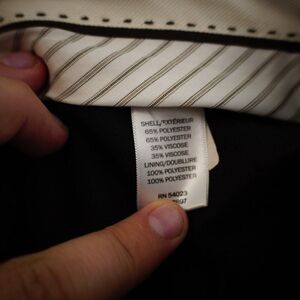 SHELL/EXTÉRIEUR
65% POLYESTER
65% POLYESTER
35% VISCOSE
35% VISCOSE
LINING/DOUBLURE
100% POLYESTER
100% POLYESTER
RN 54023